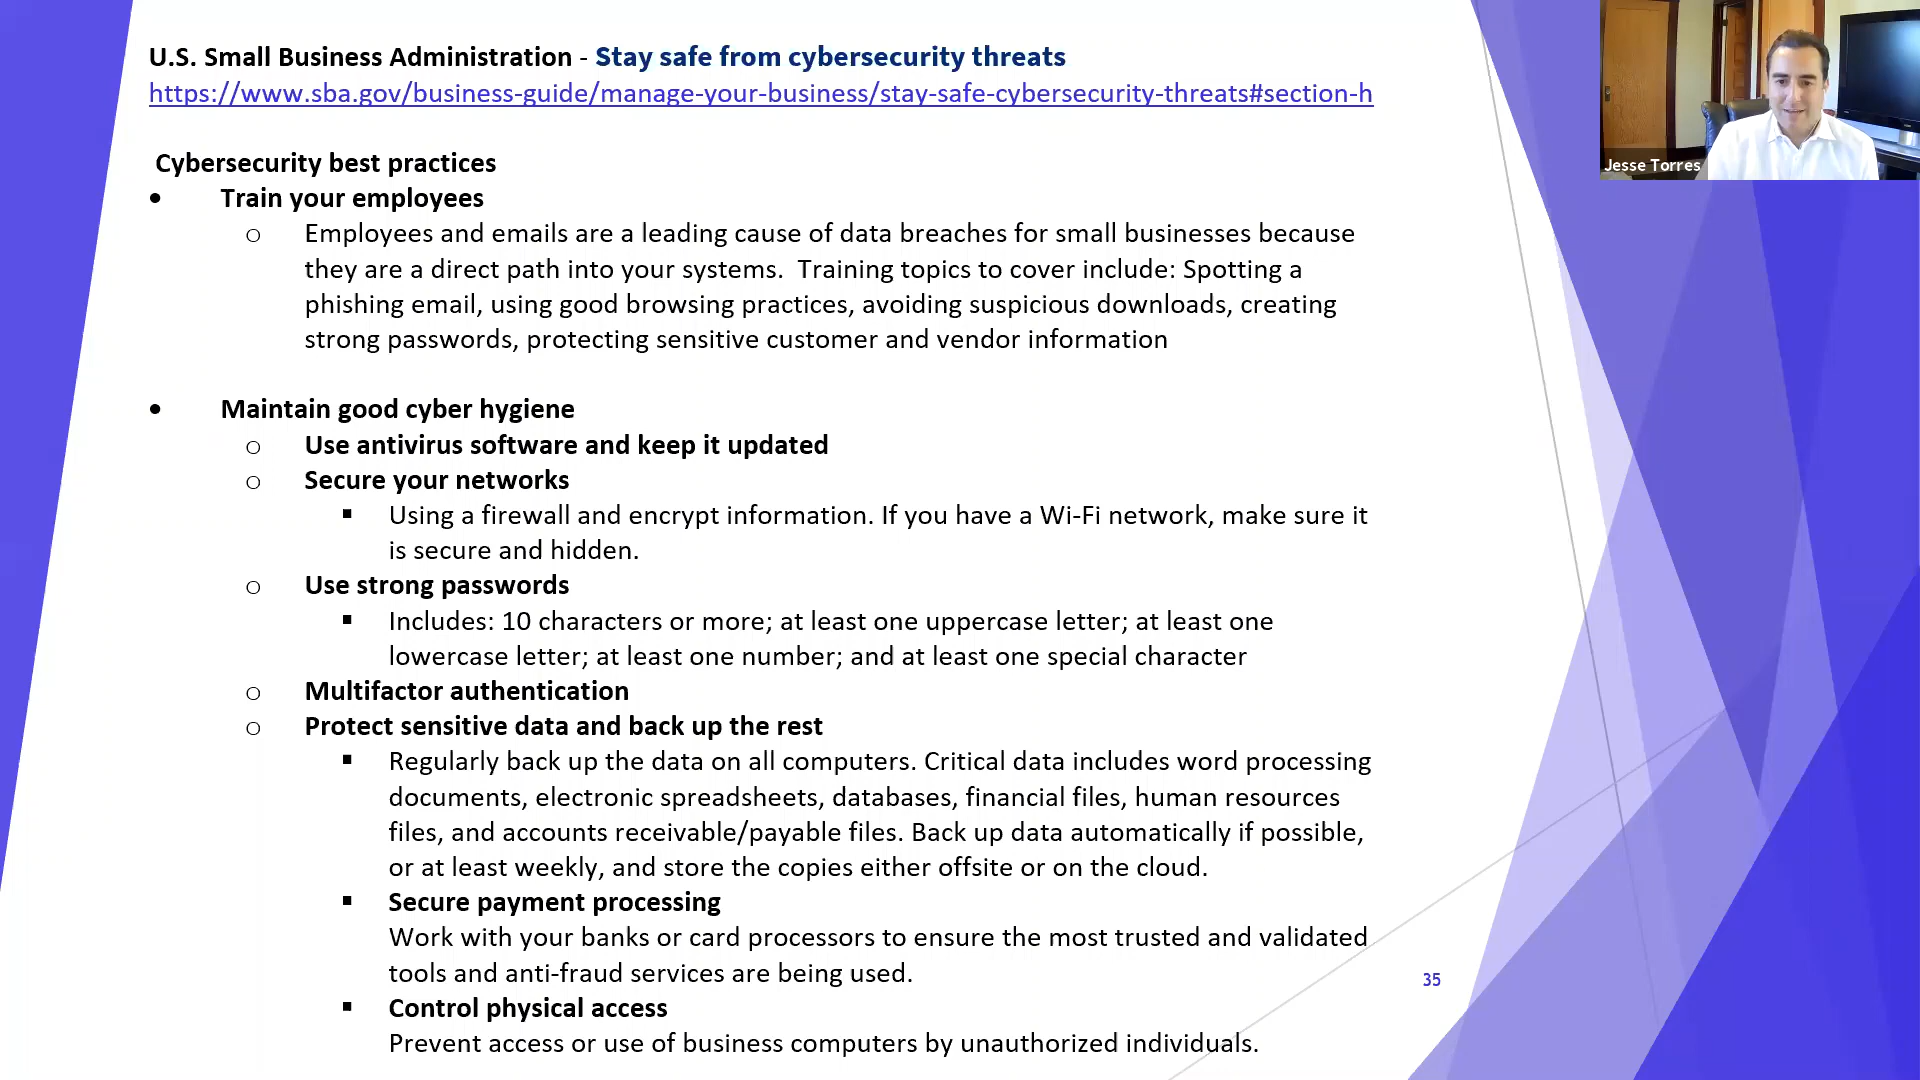 U.S. Small Business Administration - Stay safe from cybersecurity threats
https://www.sba.gov/business-guide/manage-your-business/stay-safe-cybersecurity-threats#section-h
Jesse Torres
Cybersecurity best practices
• Train your employees
o Employees and emails are a leading cause of data breaches for small businesses because
they are a direct path into your systems.  Training topics to cover include: Spotting a
phishing email, using good browsing practices, avoiding suspicious downloads, creating
strong passwords, protecting sensitive customer and vendor information
• Maintain good cyber hygiene
o Use antivirus software and keep it updated
o Secure your networks
▪ Using a firewall and encrypt information. If you have a Wi-Fi network, make sure it
is secure and hidden.
o Use strong passwords
▪ Includes: 10 characters or more; at least one uppercase letter; at least one
lowercase letter; at least one number; and at least one special character
o Multifactor authentication
o Protect sensitive data and back up the rest
▪ Regularly back up the data on all computers. Critical data includes word processing
documents, electronic spreadsheets, databases, financial files, human resources
files, and accounts receivable/payable files. Back up data automatically if possible,
or at least weekly, and store the copies either offsite or on the cloud.
▪ Secure payment processing
Work with your banks or card processors to ensure the most trusted and validated
tools and anti-fraud services are being used.
▪ Control physical access
Prevent access or use of business computers by unauthorized individuals.
35